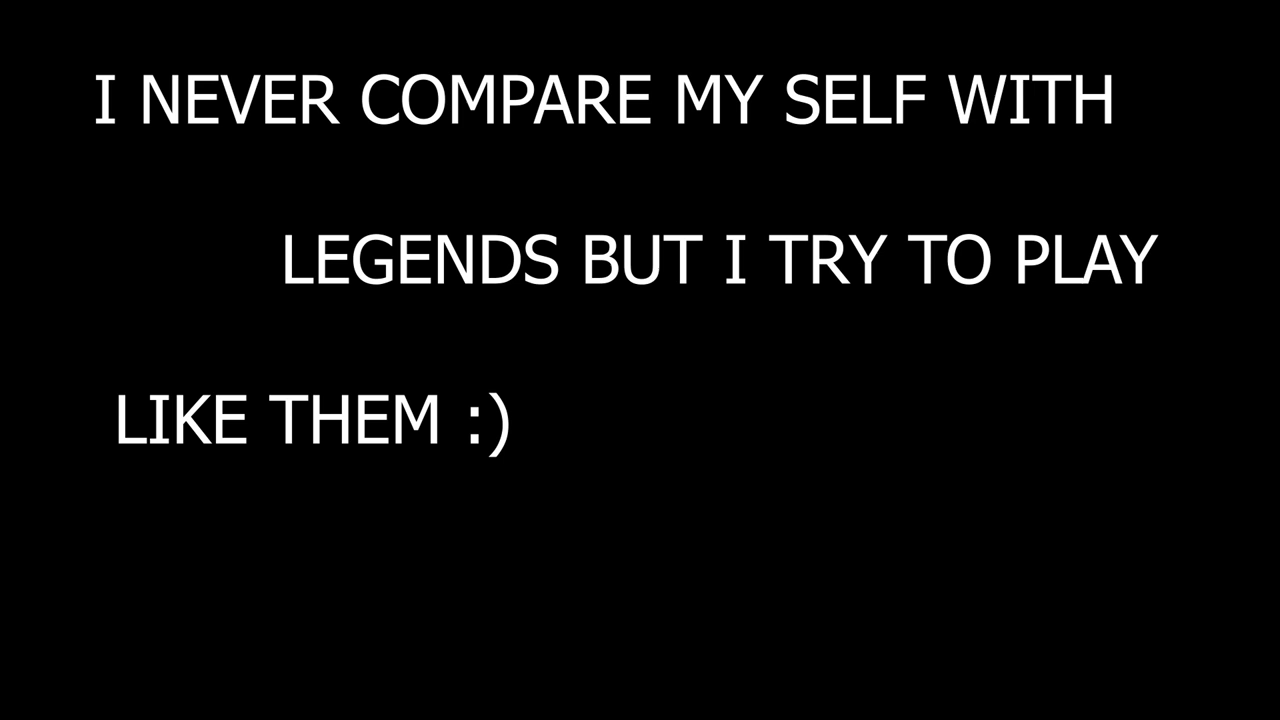 I NEVER COMPARE MY SELF WITH
LEGENDS BUT I TRY TO PLAY
LIKE THEM :)